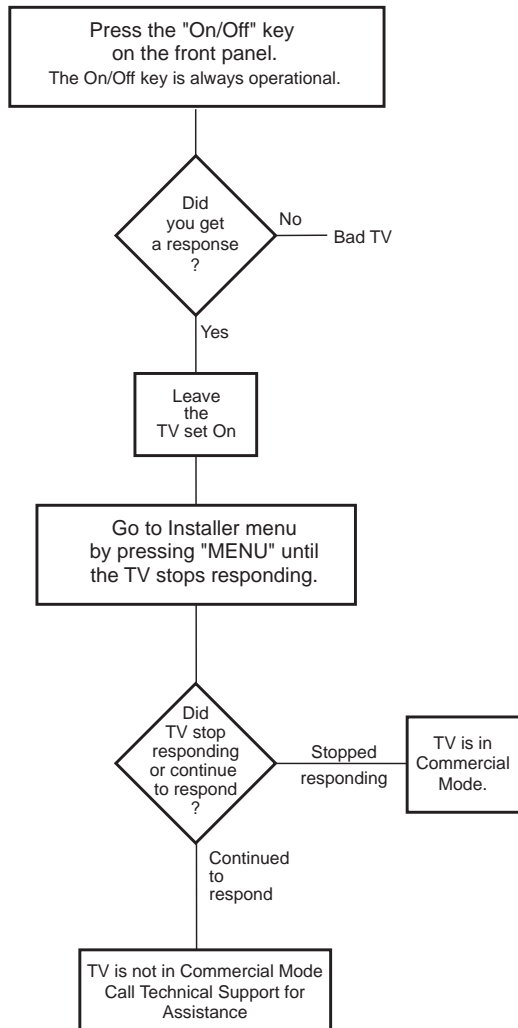 Press the "On/Off" key
on the front panel.
The On/Off key is always operational.
Did
you get
a response
?
No
Bad TV
Yes
Leave
the
TV set On
Go to Installer menu
by pressing "MENU" until
the TV stops responding.
Did
TV stop
responding
or continue
to respond
?
Stopped
responding
TV is in
Commercial
Mode.
Continued
to
respond
TV is not in Commercial Mode
Call Technical Support for
Assistance